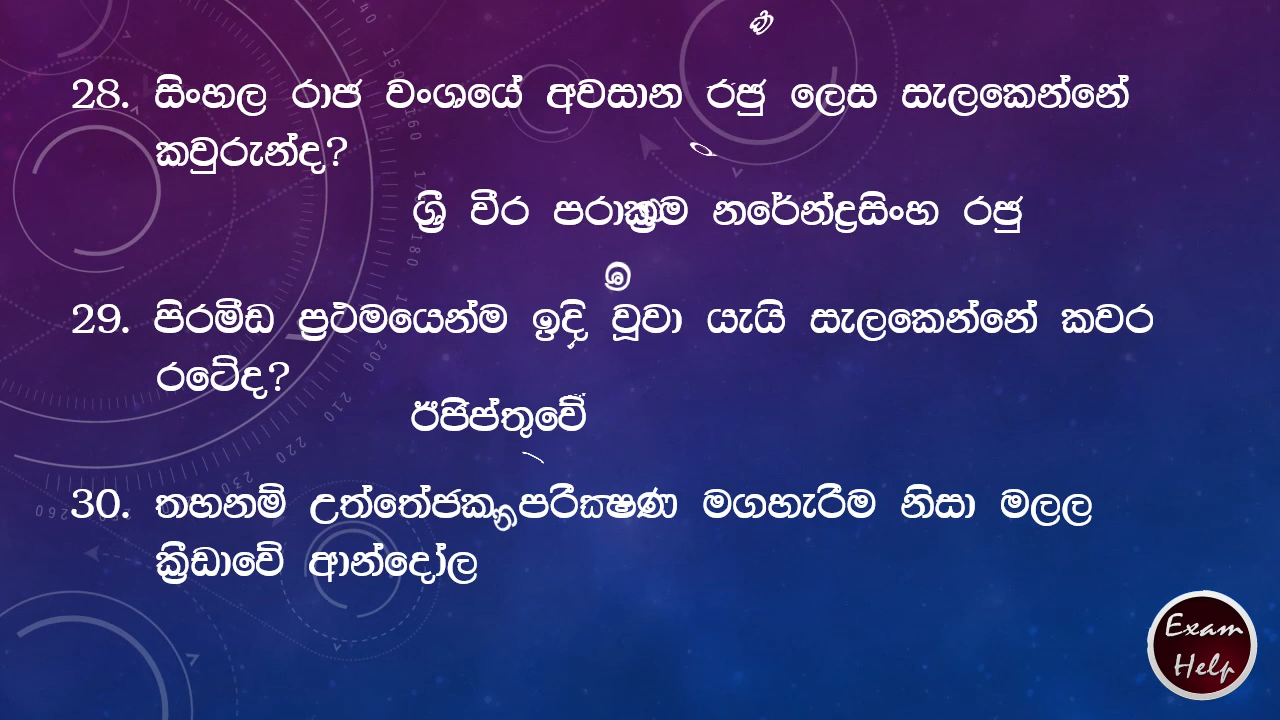 28. සිංහල රාජ වංශයේ අවසාන රජු ලෙස සැලකෙන්නේ
කවුරුන්ද?
ශ්‍රී වීර පරාක්‍රම නරේන්ද්‍රසිංහ රජු
29. පිරමීඩ ප්‍රථමයෙන්ම ඉදි වූවා යැයි සැලකෙන්නේ කවර
රටේද?
ඊජිප්තුවේ
30. තහනම් උත්තේජක පරීක්ෂණ මගහැරීම නිසා මලල
ක්‍රීඩාවේ ආන්දෝල
Exam
Help